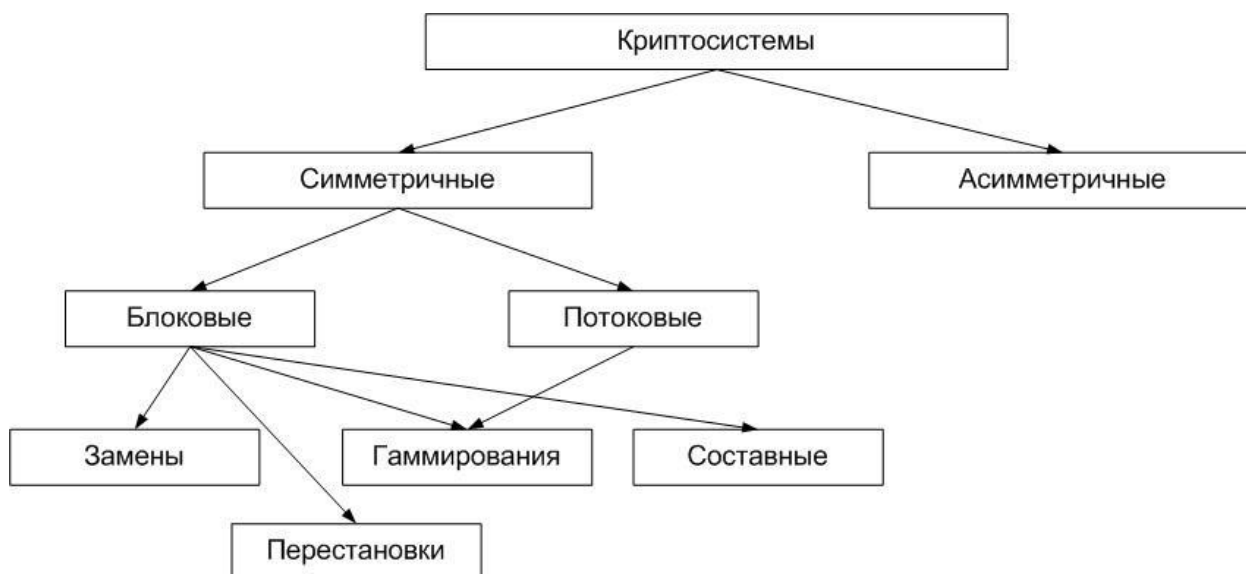 Криптосистемы
Симметричные
Асимметричные
Блоковые
Потоковые
Замены
Гаммирования
Составные
Перестановки